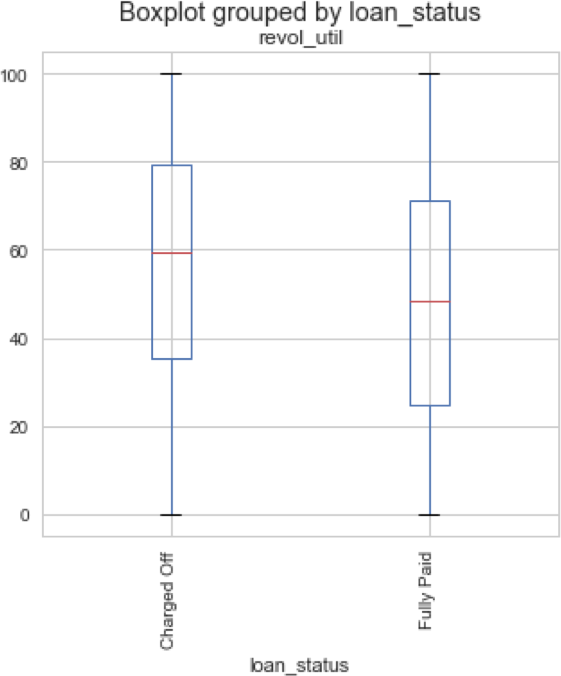 Boxplot grouped by loan_status
revol_util
100
80
60
40
20
0
Charged Off
Fully Paid
loan_status